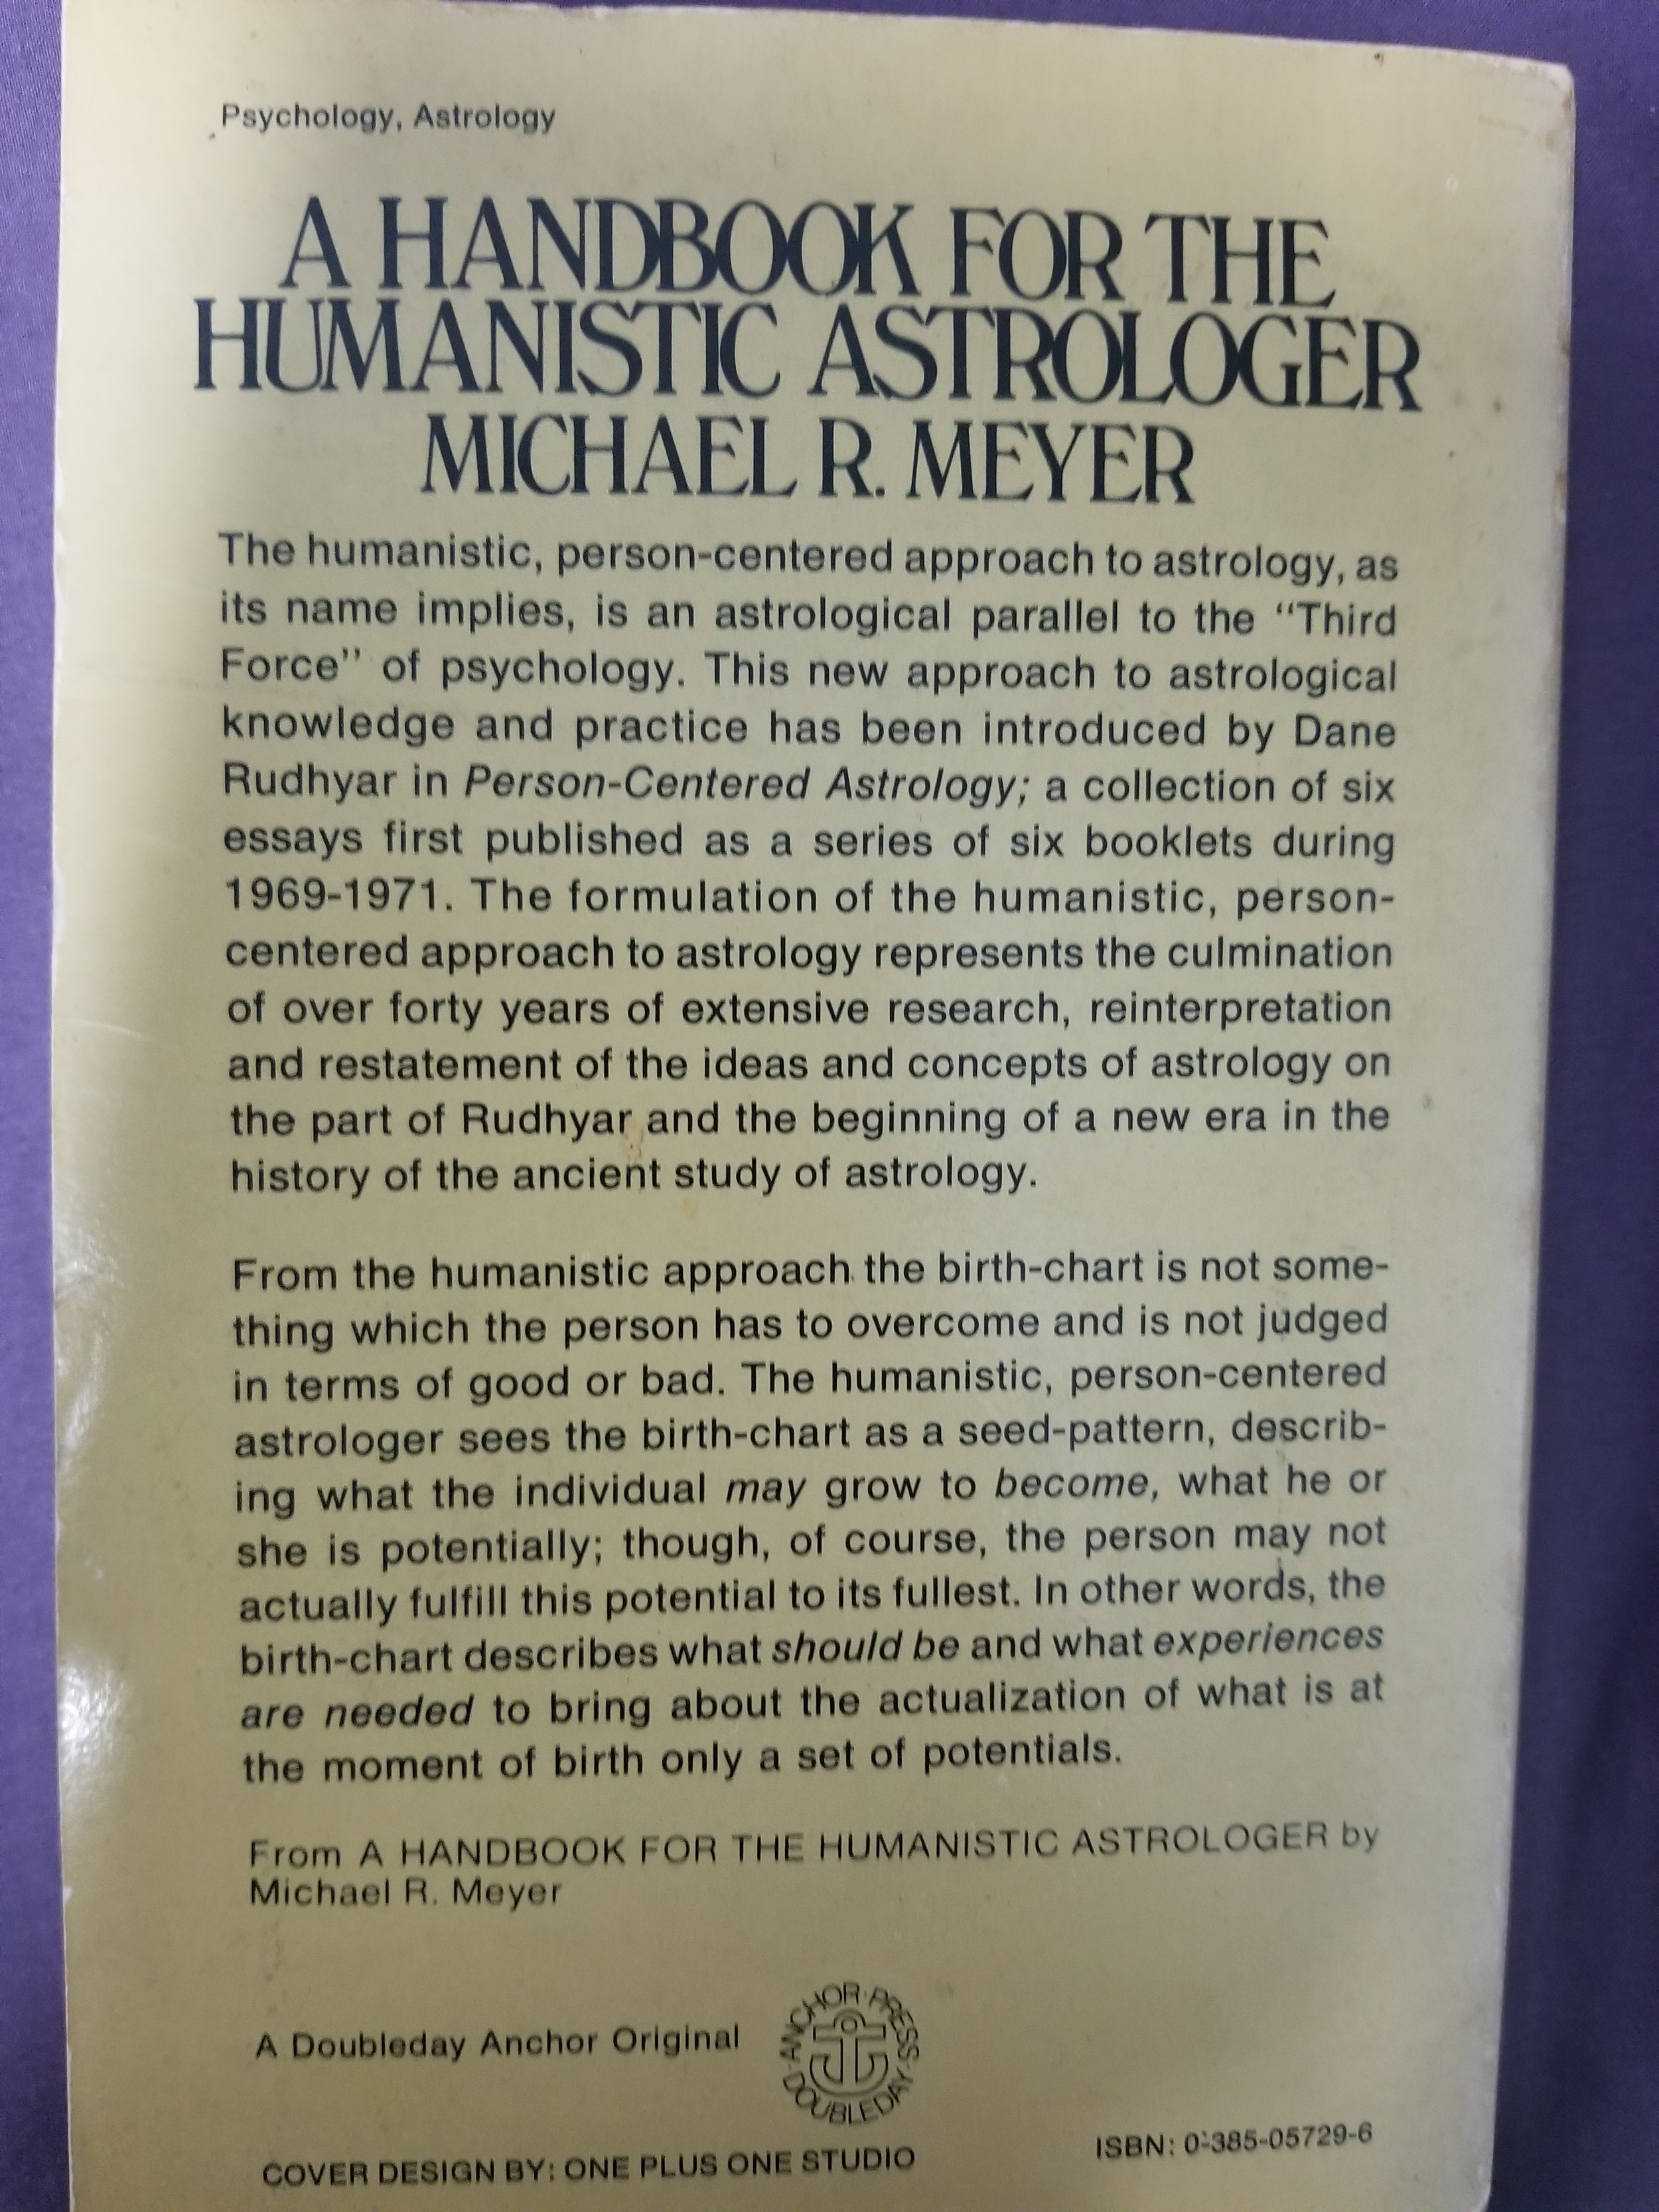 Psychology, Astrology
A HANDBOOK FOR THE
HUMANISTIC ASTROLOGER
MICHAEL R. MEYER
The humanistic, person-centered approach to astrology, as
its name implies, is an astrological parallel to the “Third
Force” of psychology. This new approach to astrological
knowledge and practice has been introduced by Dane
Rudhyar in Person-Centered Astrology; a collection of six
essays first published as a series of six booklets during
1969-1971. The formulation of the humanistic, person-
centered approach to astrology represents the culmination
of over forty years of extensive research, reinterpretation
and restatement of the ideas and concepts of astrology on
the part of Rudhyar and the beginning of a new era in the
history of the ancient study of astrology.
From the humanistic approach the birth-chart is not some-
thing which the person has to overcome and is not judged
in terms of good or bad. The humanistic, person-centered
astrologer sees the birth-chart as a seed-pattern, describ-
ing what the individual may grow to become, what he or
she is potentially; though, of course, the person may not
actually fulfill this potential to its fullest. In other words, the
birth-chart describes what should be and what experiences
are needed to bring about the actualization of what is at
the moment of birth only a set of potentials.
From A HANDBOOK FOR THE HUMANISTIC ASTROLOGER by
Michael R. Meyer
A Doubleday Anchor Original
ANCHOR·PRESS·DOUBLEDAY·
COVER DESIGN BY: ONE PLUS ONE STUDIO
ISBN: 0-385-05729-6